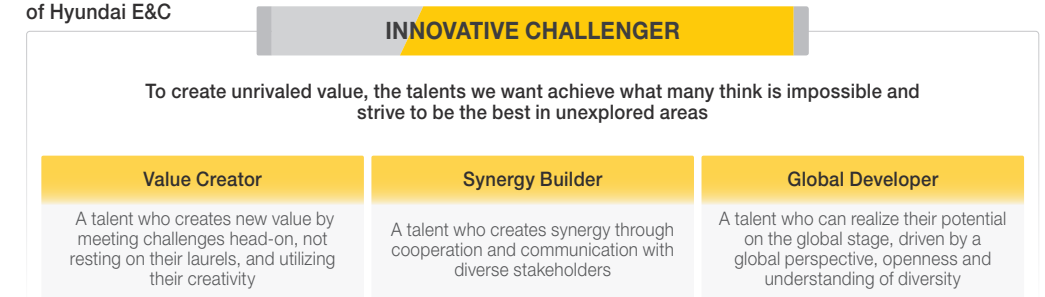 of Hyundai E&C
INNOVATIVE CHALLENGER
To create unrivaled value, the talents we want achieve what many think is impossible and
strive to be the best in unexplored areas
Value Creator
A talent who creates new value by
meeting challenges head-on, not
resting on their laurels, and utilizing
their creativity
Synergy Builder
A talent who creates synergy through
cooperation and communication with
diverse stakeholders
Global Developer
A talent who can realize their potential
on the global stage, driven by a
global perspective, openness and
understanding of diversity